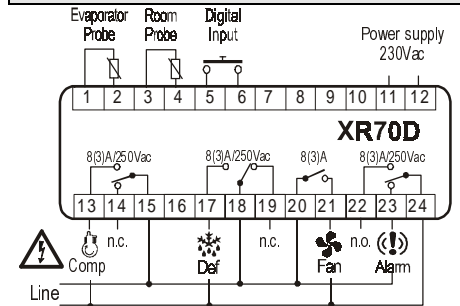 Evaporator Probe
Room Probe
Digital Input
Power supply 230Vac
1 2 3 4 5 6 7 8 9 10 11 12
XR70D
8(3)A/250Vac 8(3)A/250Vac 8(3)A 8(3)A/250Vac
13 14 15 16 17 18 19 20 21 22 23 24
n.c. n.c. n.o.
Comp Def Fan Alarm
Line